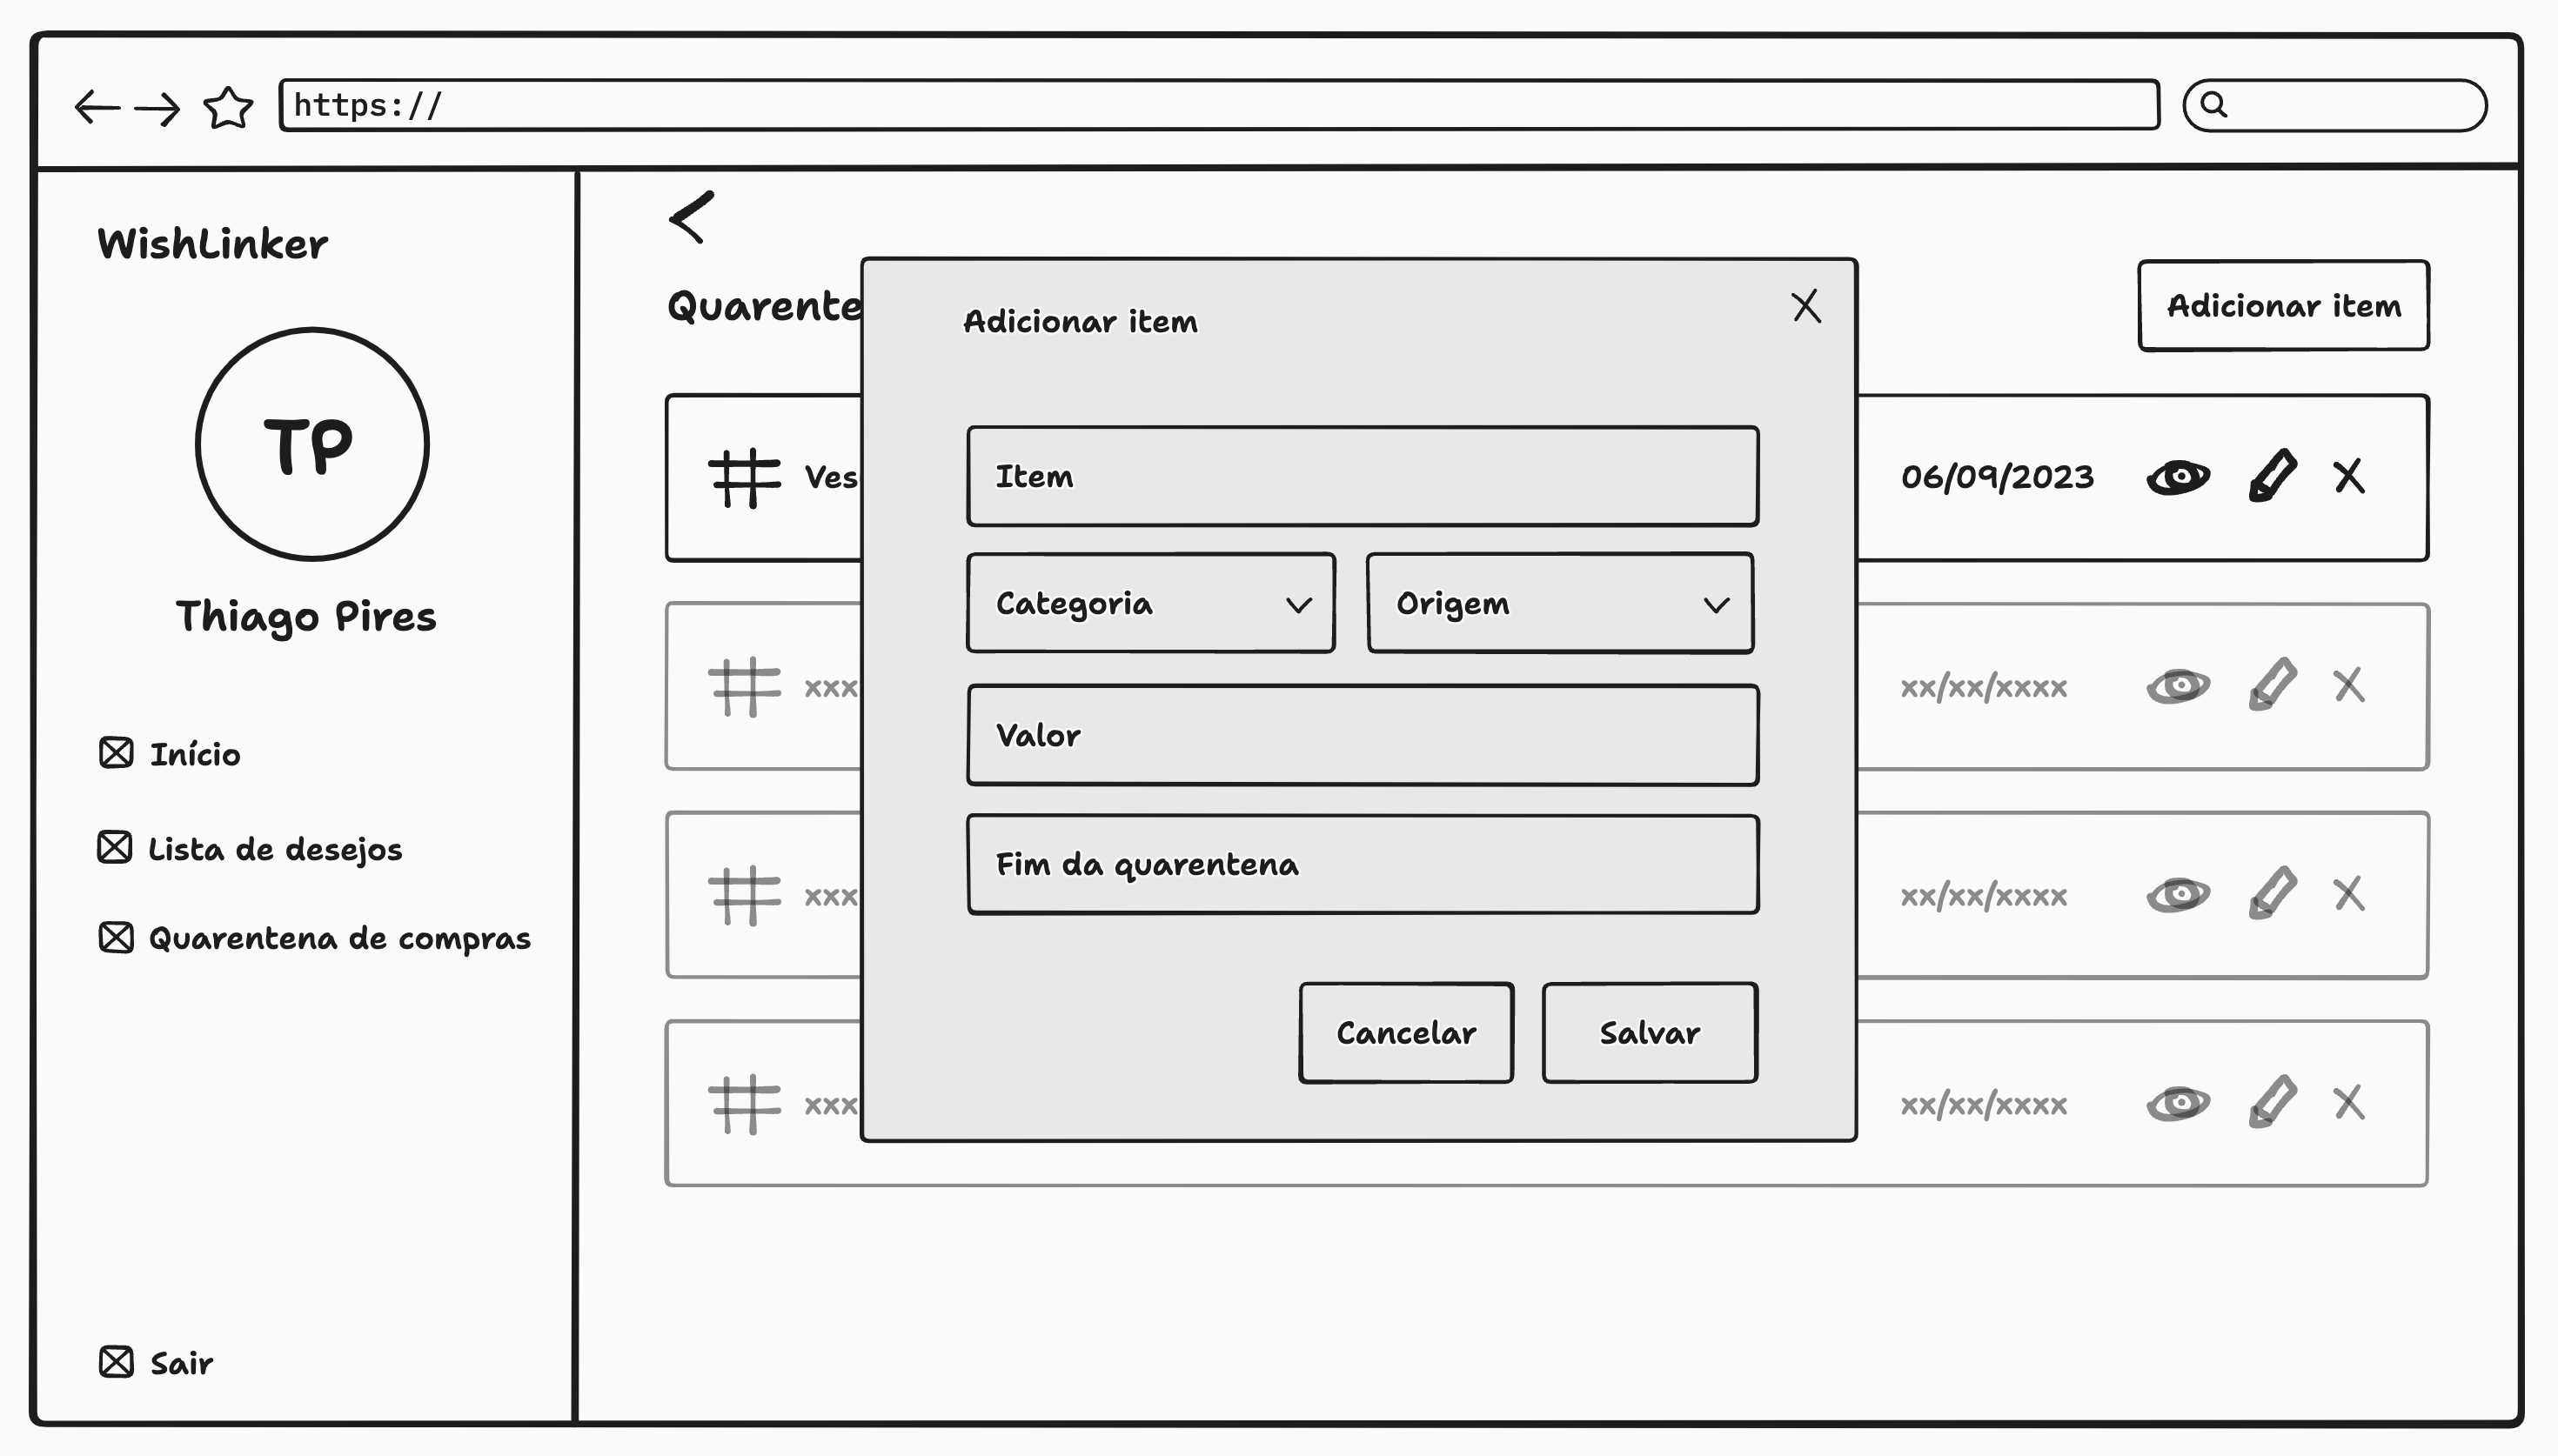 https://
WishLinker
TP
Thiago Pires
Início
Lista de desejos
Quarentena de compras
Sair
Quarente
Adicionar item
Ves
06/09/2023
xxx
xx/xx/xxxx
xxx
xx/xx/xxxx
xxx
xx/xx/xxxx
Adicionar item
Item
Categoria
Origem
Valor
Fim da quarentena
Cancelar
Salvar